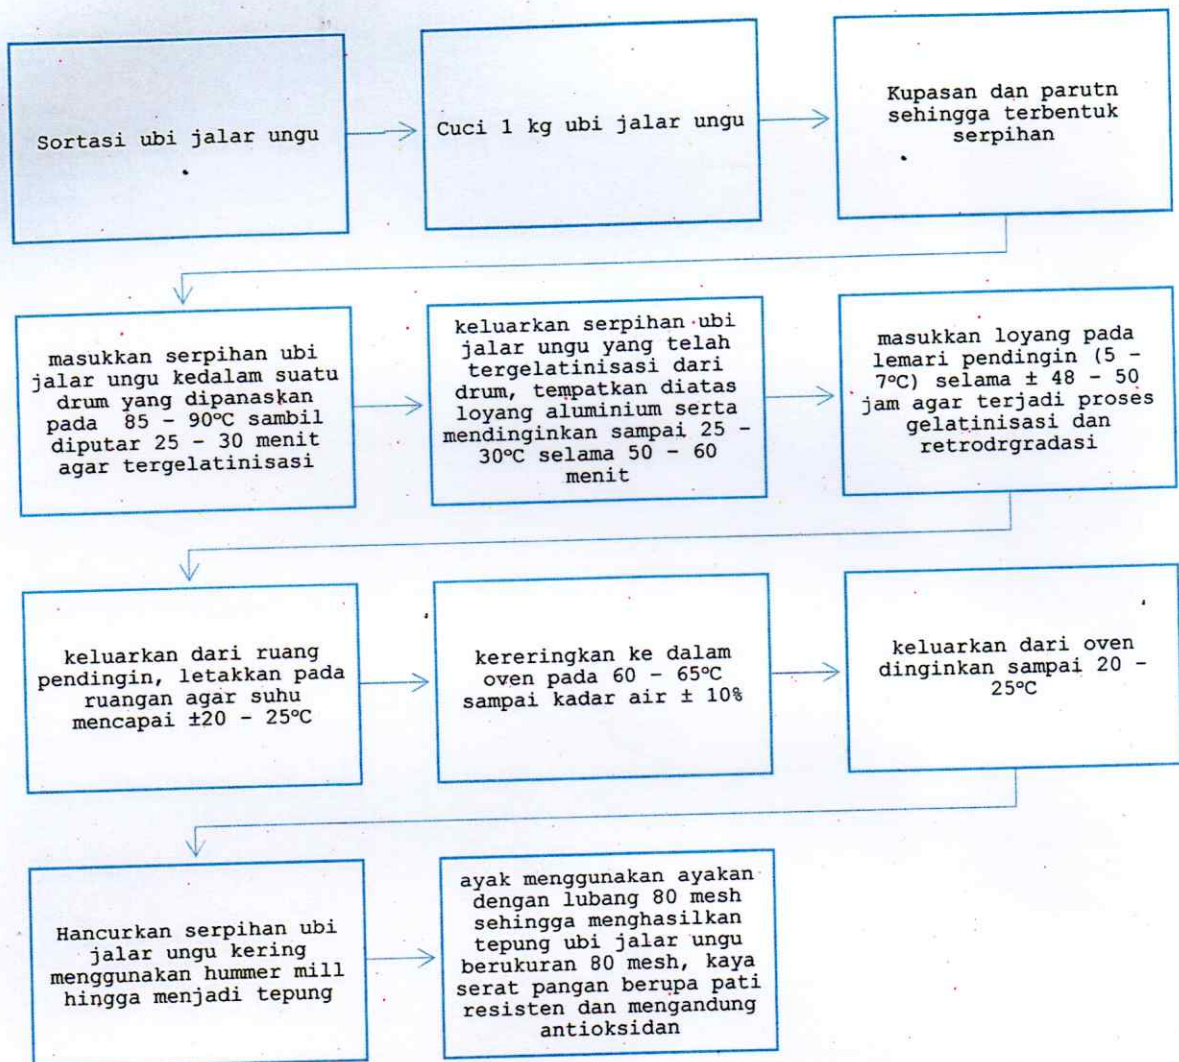 Sortasi ubi jalar ungu
Cuci 1 kg ubi jalar ungu
Kupasan dan parutn
sehingga terbentuk
serpihan
masukkan serpihan ubi
jalar ungu kedalam suatu
drum yang dipanaskan
pada 85 – 90°C sambil
diputar 25 – 30 menit
agar tergelatinisasi
keluarkan serpihan ubi
jalar ungu yang telah
tergelatinisasi dari
drum, tempatkan diatas
loyang aluminium serta
mendinginkan sampai 25 –
30°C selama 50 – 60
menit
masukkan loyang pada
lemari pendingin (5 –
7°C) selama ± 48 – 50
jam agar terjadi proses
gelatinisasi dan
retrodrgradasi
keluarkan dari ruang
pendingin, letakkan pada
ruangan agar suhu
mencapai ±20 – 25°C
kereringkan ke dalam
oven pada 60 – 65°C
sampai kadar air ± 10%
keluarkan dari oven
dinginkan sampai 20 –
25°C
Hancurkan serpihan ubi
jalar ungu kering
menggunakan hummer mill
hingga menjadi tepung
ayak menggunakan ayakan
dengan lubang 80 mesh
sehingga menghasilkan
tepung ubi jalar ungu
berukuran 80 mesh, kaya
serat pangan berupa pati
resisten dan mengandung
antioksidan